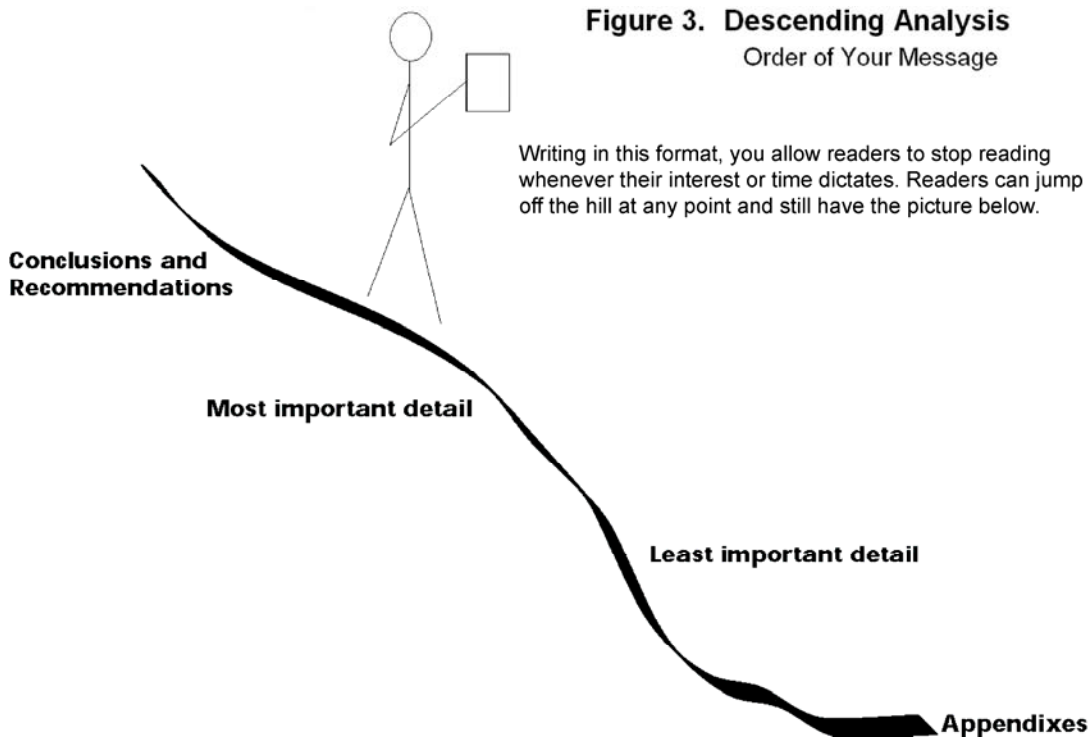 Figure 3.  Descending Analysis
Order of Your Message
Writing in this format, you allow readers to stop reading
whenever their interest or time dictates. Readers can jump
off the hill at any point and still have the picture below.
Conclusions and
Recommendations
Most important detail
Least important detail
Appendixes